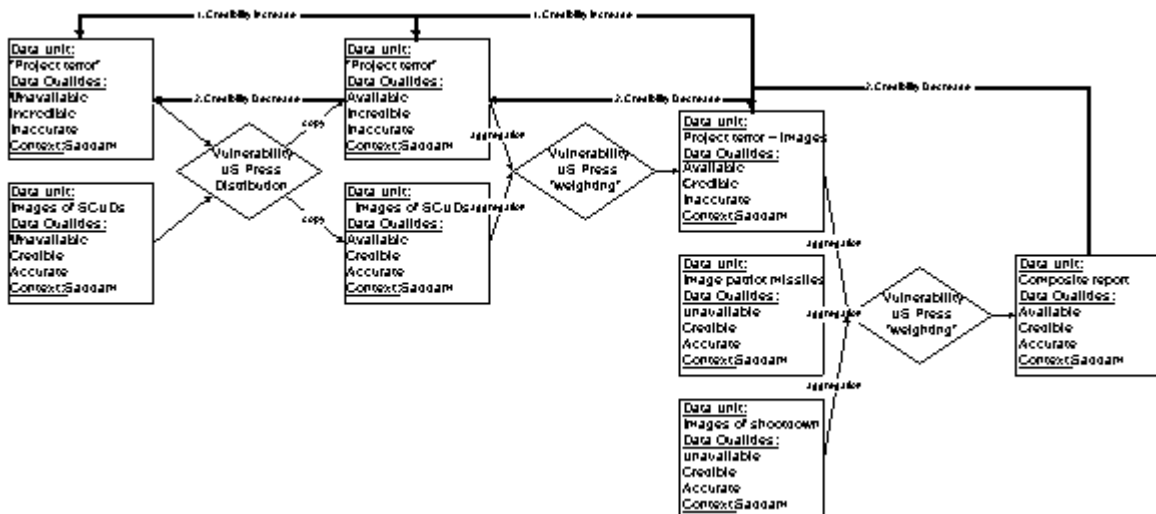 1. Credibility Increase
1. Credibility Increase
Data unit:
"Project terror"
Data Qualities:
Unavailable
Incredible
Inaccurate
Context:Saddam
Data unit:
Images of SCuDs
Data Qualities:
Unavailable
Credible
Accurate
Context:Saddam
2. Credibility Decrease
Vulnerability
uS Press
Distribution
copy
copy
Data unit:
"Project terror"
Data Qualities:
Available
Incredible
Inaccurate
Context:Saddam
Data unit:
Images of SCuDs
Data Qualities:
Available
Credible
Accurate
Context:Saddam
2. Credibility Decrease
aggregation
aggregation
Vulnerability
uS Press
"weighting"
Data unit:
Project terror – Images
Data Qualities:
Available
Credible
Inaccurate
Context:Saddam
Data unit:
Image patriot missiles
Data Qualities:
unavailable
Credible
Accurate
Context:Saddam
Data unit:
Images of shootdown
Data Qualities:
unavailable
Credible
Accurate
Context:Saddam
aggregation
aggregation
aggregation
Vulnerability
uS Press
"weighting"
2. Credibility Decrease
Data unit:
Composite report
Data Qualities:
Available
Credible
Accurate
Context:Saddam